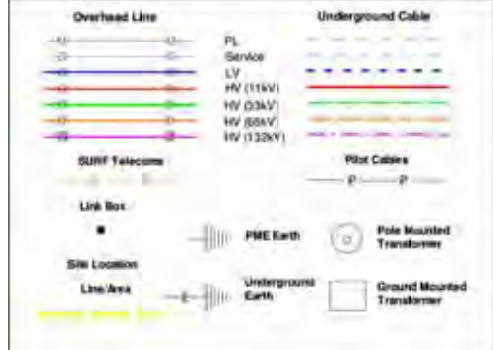 Overhead Line
Underground Cable
PL
Service
LV
HV (11kV)
HV (33kV)
HV (66kV)
HV (132kV)
SURF Telecoms
Pilot Cables
P P
Link Box
PME Earth
Pole Mounted
Transformer
Site Location
Line/Area
Underground
Earth
Ground Mounted
Transformer